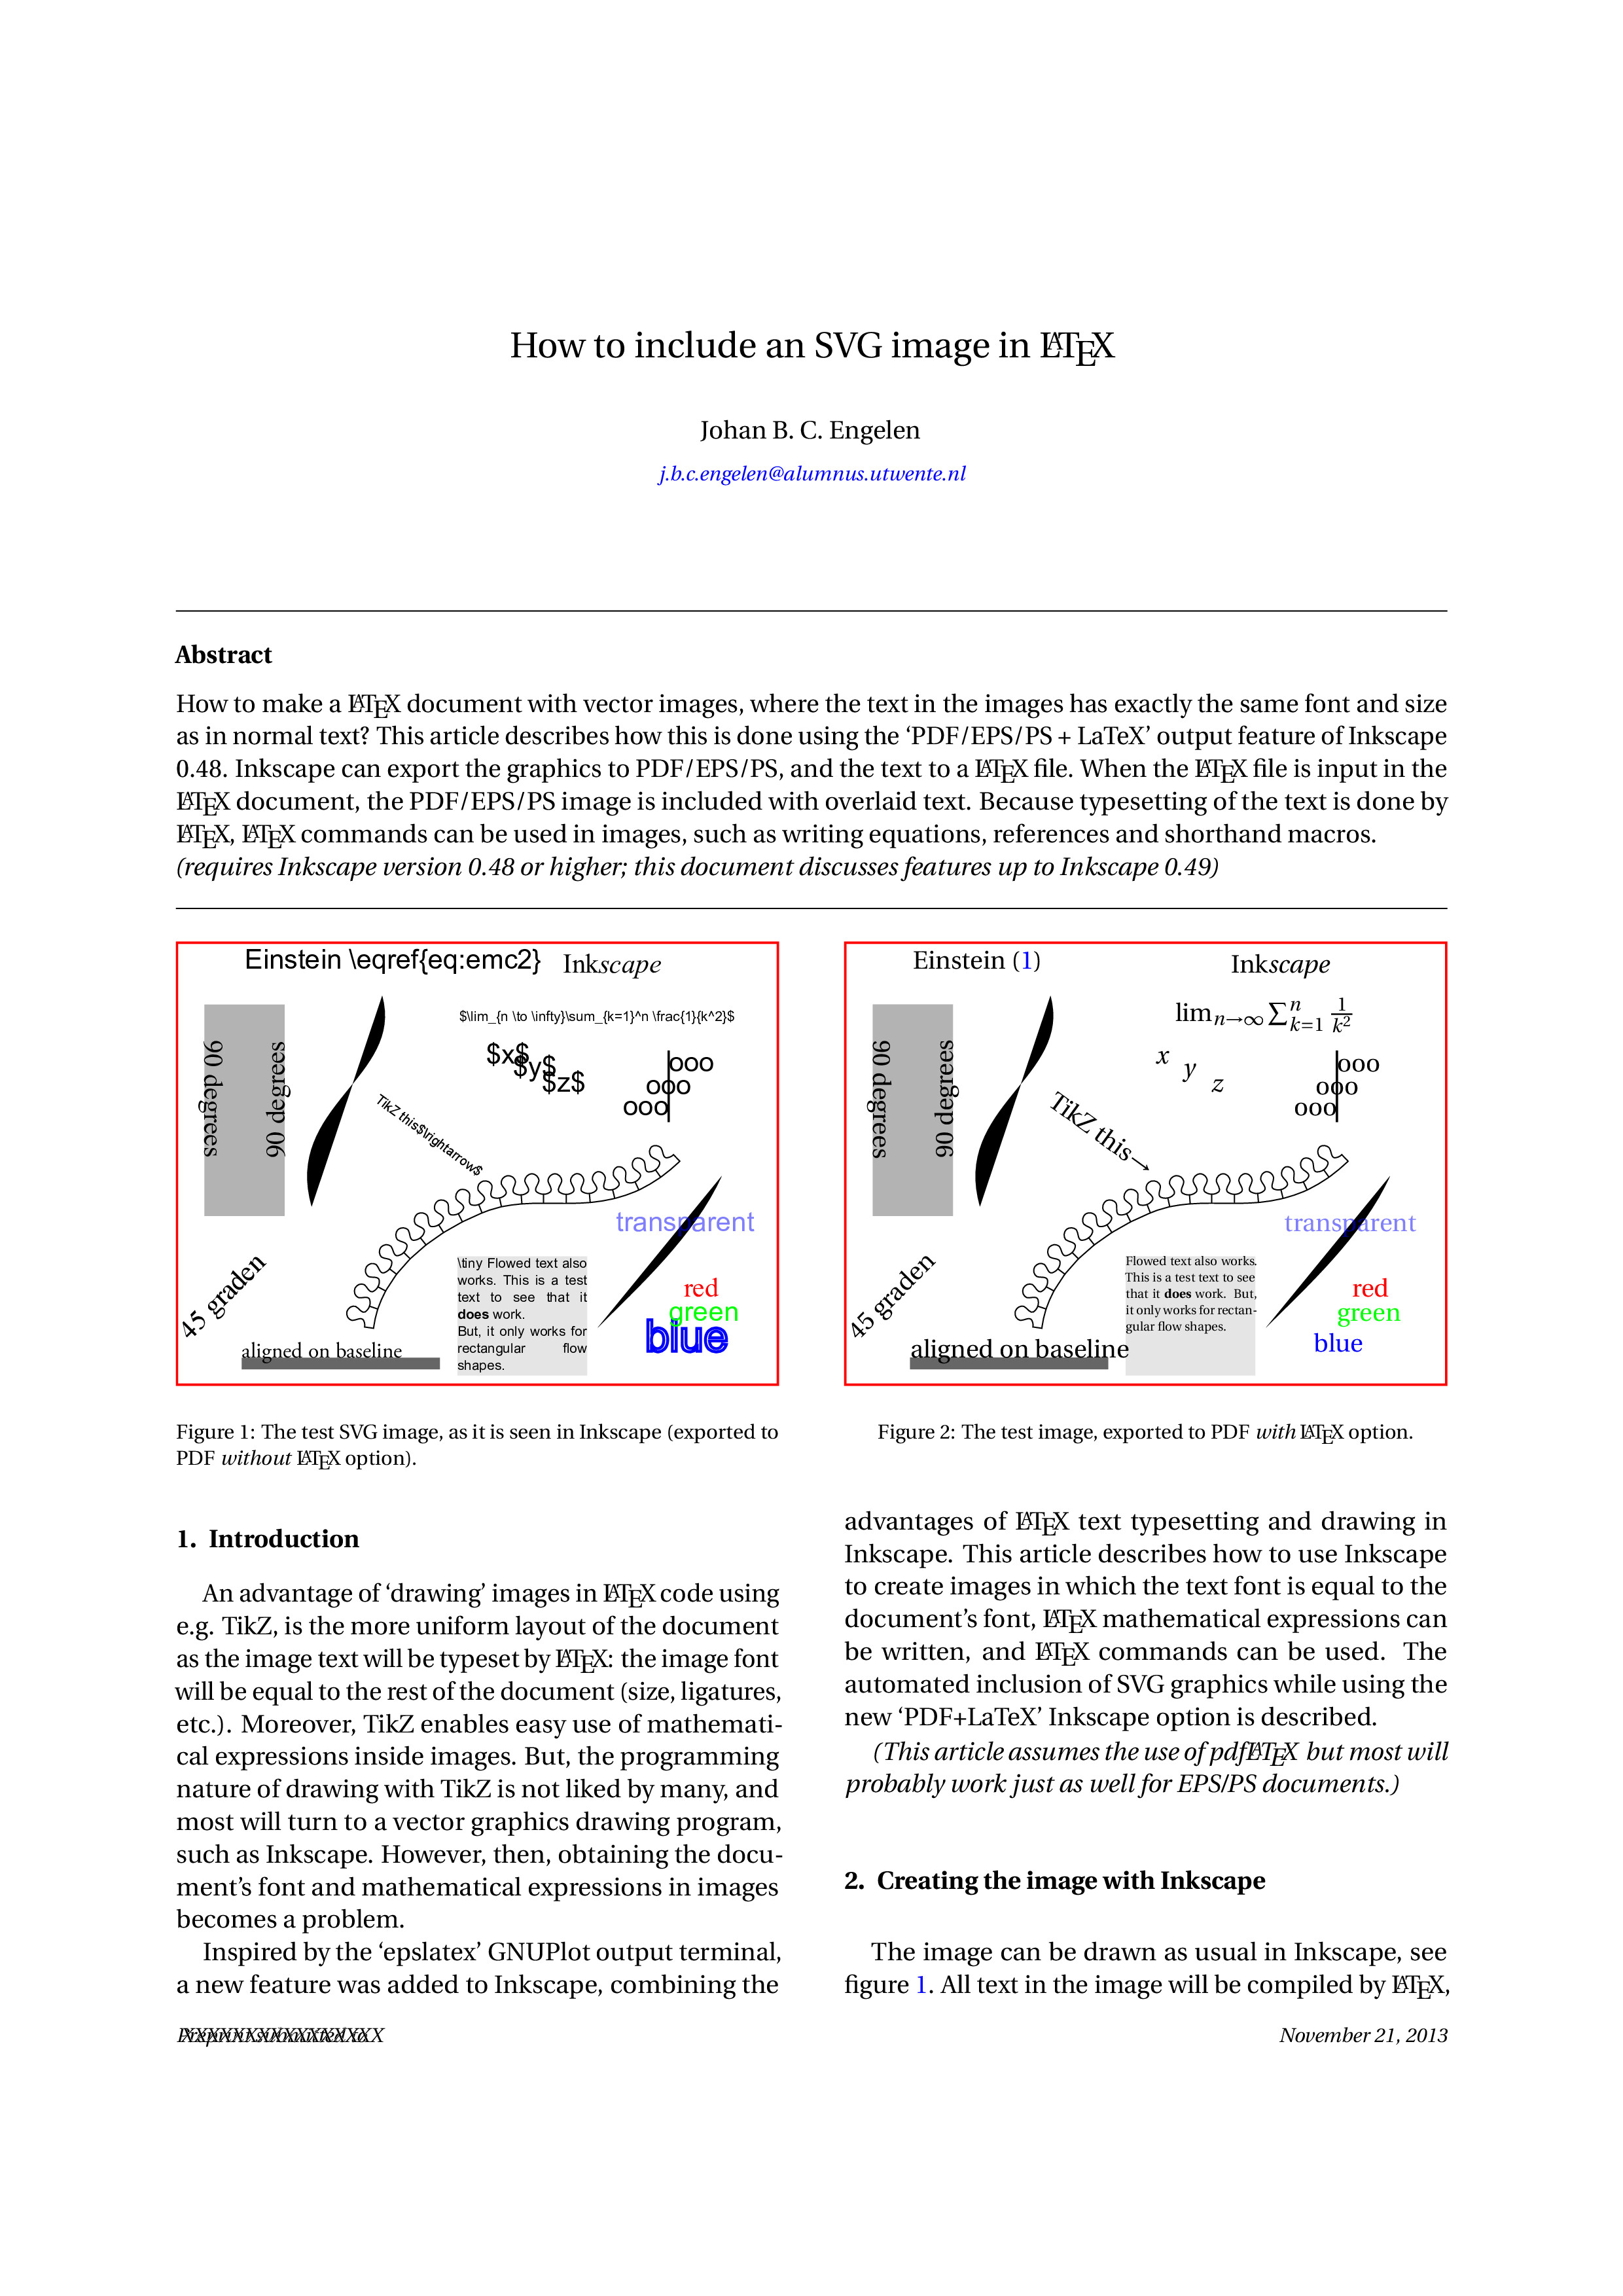 How to include an SVG image in LATEX
Johan B. C. Engelen
j.b.c.engelen@alumnus.utwente.nl
Abstract
How to make a LATEX document with vector images, where the text in the images has exactly the same font and size
as in normal text? This article describes how this is done using the ‘PDF/EPS/PS + LaTeX’ output feature of Inkscape
0.48. Inkscape can export the graphics to PDF/EPS/PS, and the text to a LATEX file. When the LATEX file is input in the
LATEX document, the PDF/EPS/PS image is included with overlaid text. Because typesetting of the text is done by
LATEX, LATEX commands can be used in images, such as writing equations, references and shorthand macros.
(requires Inkscape version 0.48 or higher; this document discusses features up to Inkscape 0.49)
Einstein \eqref{eq:emc2}
Inkscape
$\lim_{n \to \infty}\sum_{k=1}^n \frac{1}{k^2}$
90 degrees
90 degrees
$x$
$y$
$z$
ooo
ooo
ooo
TikZ this$\rightarrow$
transparent
45 graden
\tiny Flowed text also
works. This is a test
text to see that it
does work.
But, it only works for
rectangular flow
shapes.
red
green
blue
aligned on baseline
Figure 1: The test SVG image, as it is seen in Inkscape (exported to
PDF without LATEX option).
Einstein (1)
Inkscape
lim n→∞ ∑ n k=1 1 k2
90 degrees
90 degrees
x
y
z
ooo
ooo
ooo
TikZ this→
transparent
45 graden
Flowed text also works.
This is a test text to see
that it does work. But,
it only works for rectan-
gular flow shapes.
red
green
blue
aligned on baseline
Figure 2: The test image, exported to PDF with LATEX option.
1. Introduction
An advantage of ‘drawing’ images in LATEX code using
e.g. TikZ, is the more uniform layout of the document
as the image text will be typeset by LATEX: the image font
will be equal to the rest of the document (size, ligatures,
etc.). Moreover, TikZ enables easy use of mathemati-
cal expressions inside images. But, the programming
nature of drawing with TikZ is not liked by many, and
most will turn to a vector graphics drawing program,
such as Inkscape. However, then, obtaining the docu-
ment’s font and mathematical expressions in images
becomes a problem.
Inspired by the ‘epslatex’ GNUPlot output terminal,
a new feature was added to Inkscape, combining the
advantages of LATEX text typesetting and drawing in
Inkscape. This article describes how to use Inkscape
to create images in which the text font is equal to the
document’s font, LATEX mathematical expressions can
be written, and LATEX commands can be used. The
automated inclusion of SVG graphics while using the
new ‘PDF+LaTeX’ Inkscape option is described.
(This article assumes the use of pdfLATEX but most will
probably work just as well for EPS/PS documents.)
2. Creating the image with Inkscape
The image can be drawn as usual in Inkscape, see
figure 1. All text in the image will be compiled by LATEX,
November 21, 2013